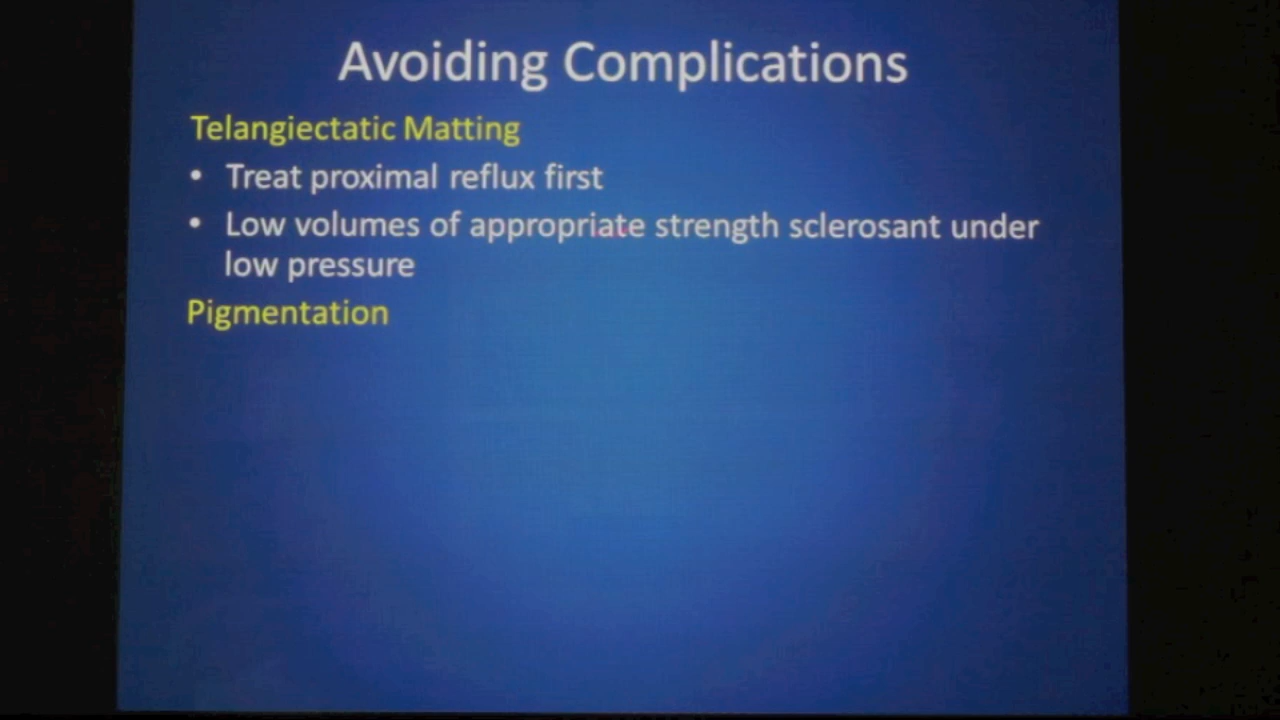 Avoiding Complications
Telangiectatic Matting
• Treat proximal reflux first
• Low volumes of appropriate strength sclerosant under
low pressure
Pigmentation